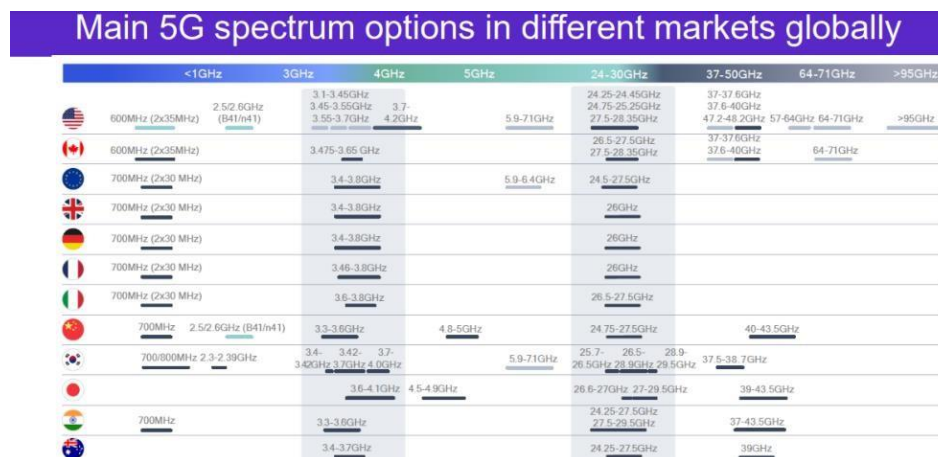 Main 5G spectrum options in different markets globally
<1GHz 3GHz 4GHz 5GHz 24-30GHz 37-50GHz 64-71GHz >95GHz
3.1-3.45GHz 24.25-24.45GHz 37-37.6GHz
2.5/2.6GHz 3.45-3.55GHz 3.7- 24.75-25.25GHz 37.6-40GHz
600MHz (2x35MHz) (B41/n41) 3.55-3.7GHz 4.2GHz 5.9-71GHz 27.5-28.35GHz 47.2-48.2GHz 57-64GHz 64-71GHz >95GHz
26.5-27.5GHz 37-37.6GHz
600MHz (2x35MHz) 3.475-3.65 GHz 27.5-28.35GHz 37.6-40GHz 64-71GHz
700MHz (2x30 MHz) 3.4-3.8GHz 5.9-6.4GHz 24.5-27.5GHz
700MHz (2x30 MHz) 3.4-3.8GHz 26GHz
700MHz (2x30 MHz) 3.4-3.8GHz 26GHz
700MHz (2x30 MHz) 3.46-3.8GHz 26GHz
700MHz (2x30 MHz) 3.6-3.8GHz 26.5-27.5GHz
700MHz 2.5/2.6GHz (B41/n41) 3.3-3.6GHz 4.8-5GHz 24.75-27.5GHz 40-43.5GHz
3.4- 3.42- 3.7- 25.7- 26.5- 28.9-
700/800MHz 2.3-2.39GHz 3.42GHz 3.7GHz 4.0GHz 5.9-71GHz 26.5GHz 28.9GHz 29.5GHz 37.5-38.7GHz
3.6-4.1GHz 4.5-4.9GHz 26.6-27GHz 27-29.5GHz 39-43.5GHz
24.25-27.5GHz
700MHz 3.3-3.6GHz 27.5-29.5GHz 37-43.5GHz
3.4-3.7GHz 24.25-27.5GHz 39GHz